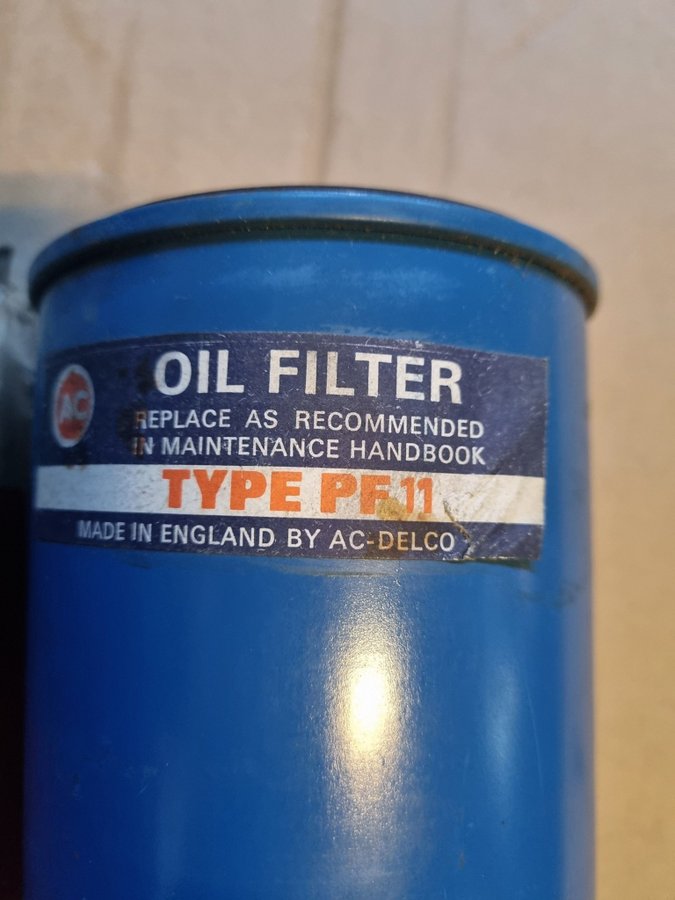 OIL FILTER
AC
REPLACE AS RECOMMENDED
IN MAINTENANCE HANDBOOK
TYPE PF11
MADE IN ENGLAND BY AC-DELCO